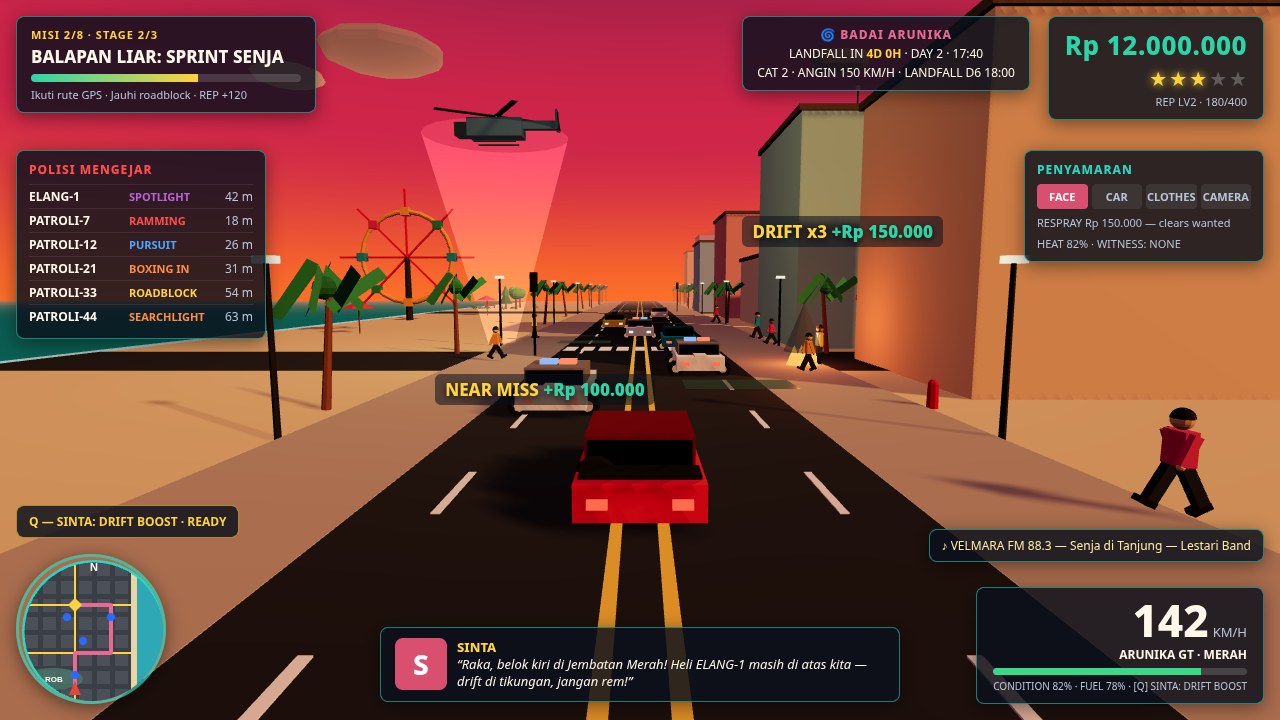 MISI 2/8 · STAGE 2/3
BALAPAN LIAR: SPRINT SENJA
Ikuti rute GPS · Jauhi roadblock · REP +120
🌀 BADAI ARUNIKA
LANDFALL IN 4D 0H · DAY 2 · 17:40
CAT 2 · ANGIN 150 KM/H · LANDFALL D6 18:00
Rp 12.000.000
★★★★★
REP LV2 · 180/400
POLISI MENGEJAR
ELANG-1 SPOTLIGHT 42 m
PATROLI-7 RAMMING 18 m
PATROLI-12 PURSUIT 26 m
PATROLI-21 BOXING IN 31 m
PATROLI-33 ROADBLOCK 54 m
PATROLI-44 SEARCHLIGHT 63 m
PENYAMARAN
FACE CAR CLOTHES CAMERA
RESPRAY Rp 150.000 — clears wanted
HEAT 82% · WITNESS: NONE
DRIFT x3 +Rp 150.000
NEAR MISS +Rp 100.000
Q — SINTA: DRIFT BOOST · READY
♪ VELMARA FM 88.3 — Senja di Tanjung — Lestari Band
N
ROB
S
SINTA
“Raka, belok kiri di Jembatan Merah! Heli ELANG-1 masih di atas kita —
drift di tikungan, jangan rem!”
142 KM/H
ARUNIKA GT · MERAH
CONDITION 82% · FUEL 78% · [Q] SINTA: DRIFT BOOST